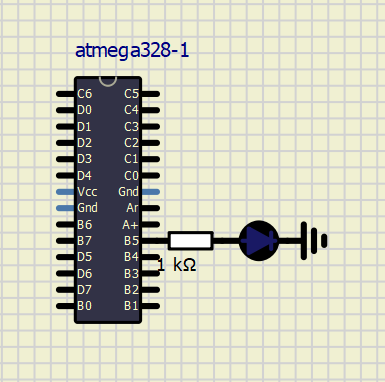 atmega328-1
C6 C5
D0 C4
D1 C3
D2 C2
D3 C1
D4 C0
Vcc Gnd
Gnd Ar
B6 A+
B7 B5
D5 B4
D6 B3
D7 B2
B0 B1
1 kΩ